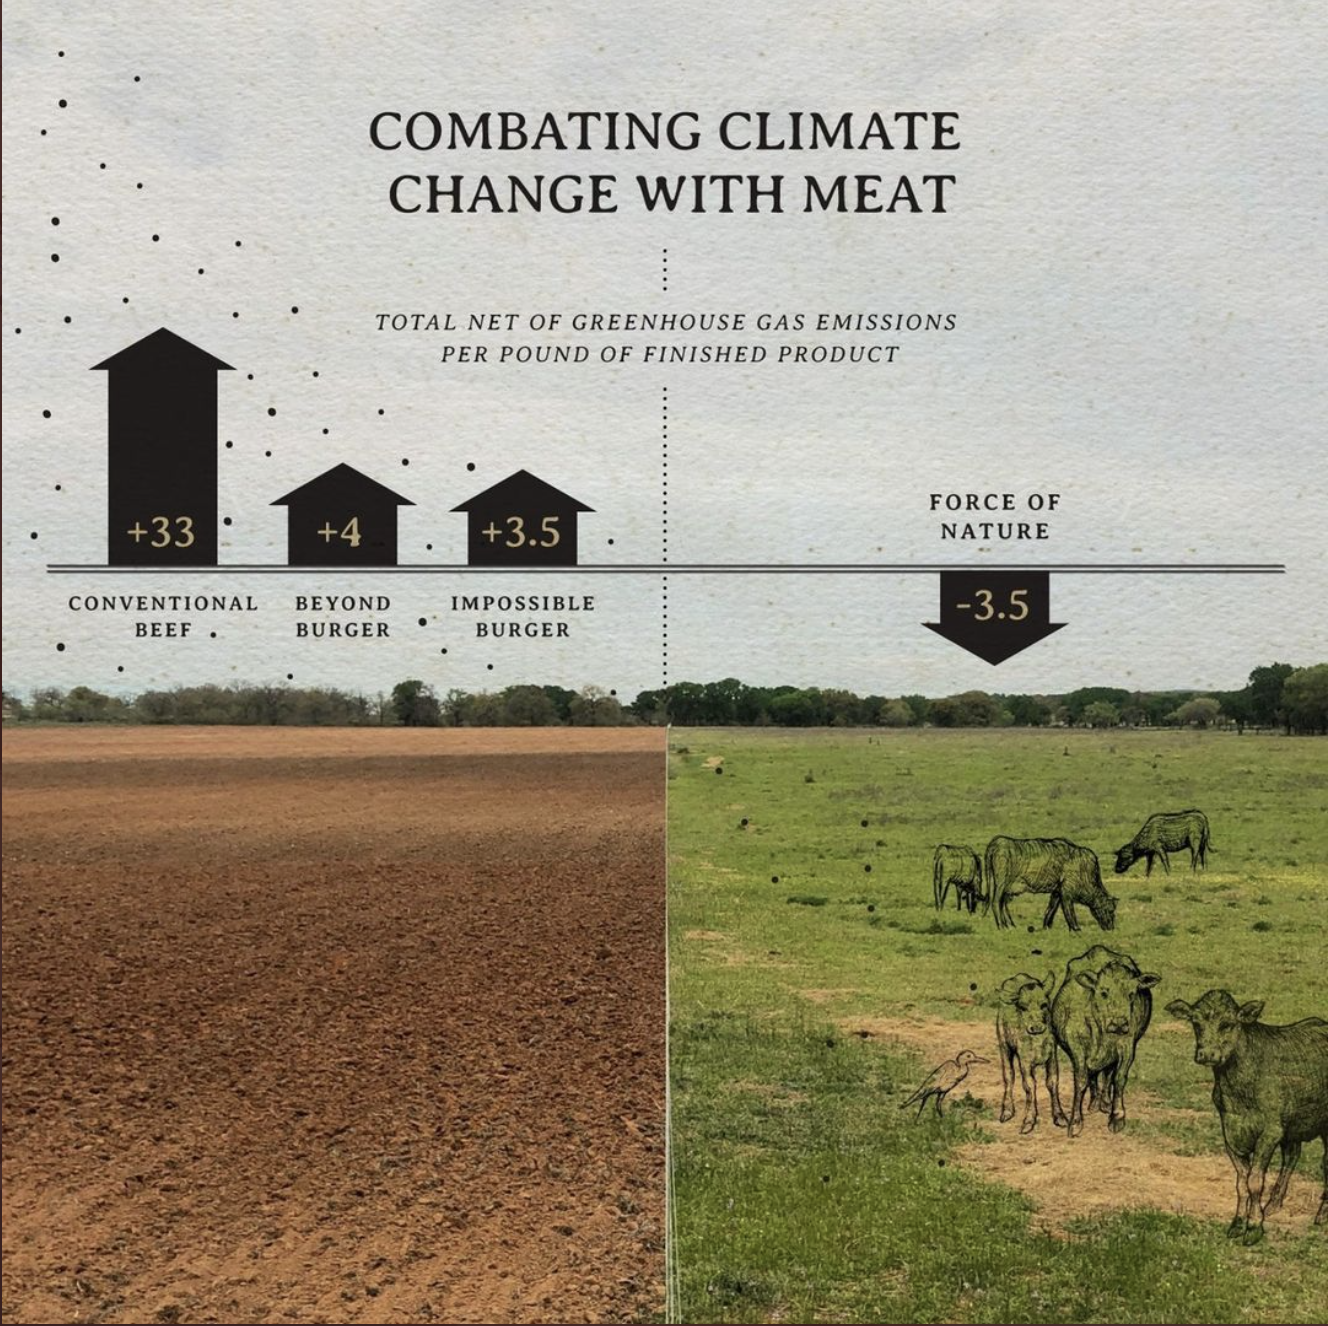 COMBATING CLIMATE
CHANGE WITH MEAT
TOTAL NET OF GREENHOUSE GAS EMISSIONS
PER POUND OF FINISHED PRODUCT
+33
+4
+3.5
CONVENTIONAL
BEEF
BEYOND
BURGER
IMPOSSIBLE
BURGER
FORCE OF
NATURE
-3.5